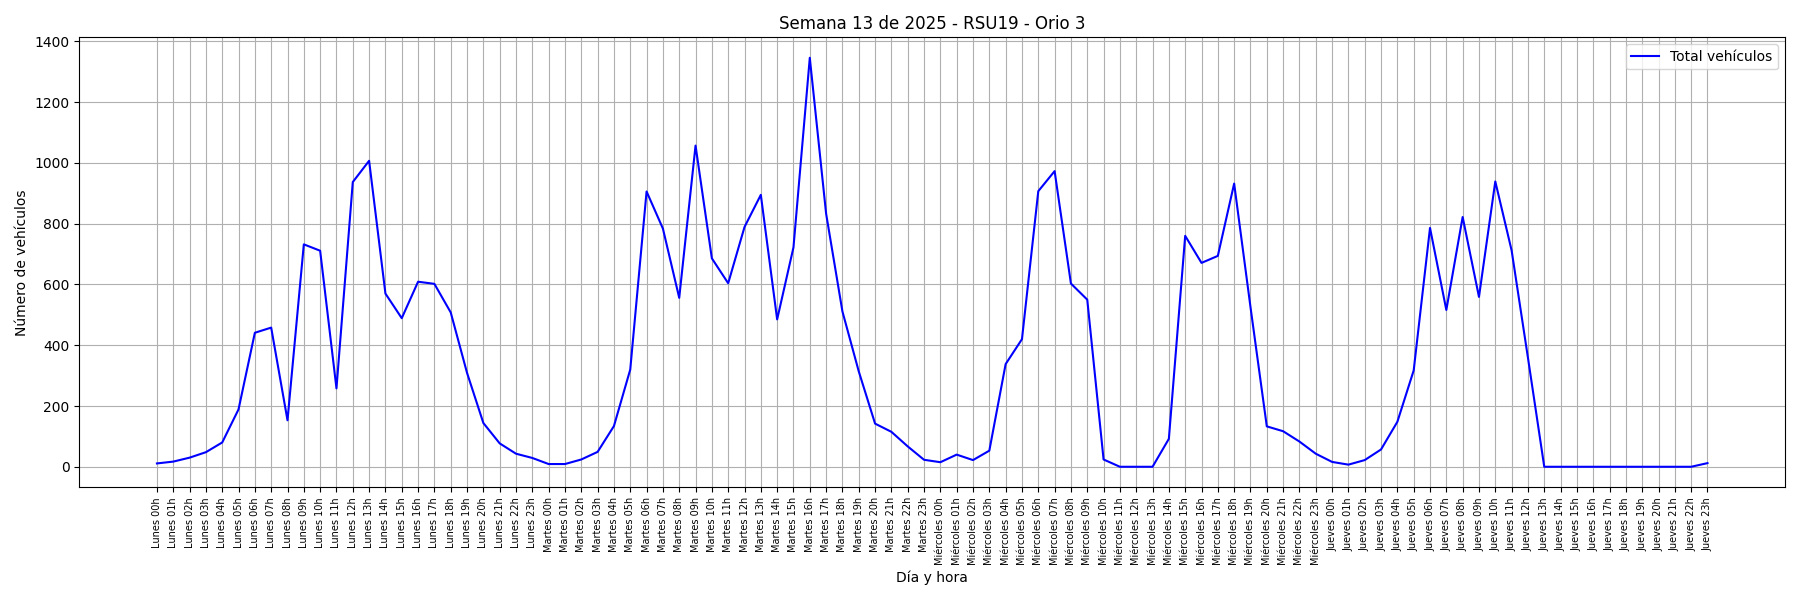 Semana 13 de 2025 - RSU19 - Orio 3
Total vehículos
Número de vehículos
1400
1200
1000
800
600
400
200
0
Lunes 00h
Lunes 01h
Lunes 02h
Lunes 03h
Lunes 04h
Lunes 05h
Lunes 06h
Lunes 07h
Lunes 08h
Lunes 09h
Lunes 10h
Lunes 11h
Lunes 12h
Lunes 13h
Lunes 14h
Lunes 15h
Lunes 16h
Lunes 17h
Lunes 18h
Lunes 19h
Lunes 20h
Lunes 21h
Lunes 22h
Lunes 23h
Martes 00h
Martes 01h
Martes 02h
Martes 03h
Martes 04h
Martes 05h
Martes 06h
Martes 07h
Martes 08h
Martes 09h
Martes 10h
Martes 11h
Martes 12h
Martes 13h
Martes 14h
Martes 15h
Martes 16h
Martes 17h
Martes 18h
Martes 19h
Martes 20h
Martes 21h
Martes 22h
Martes 23h
Miércoles 00h
Miércoles 01h
Miércoles 02h
Miércoles 03h
Miércoles 04h
Miércoles 05h
Miércoles 06h
Miércoles 07h
Miércoles 08h
Miércoles 09h
Miércoles 10h
Miércoles 11h
Miércoles 12h
Miércoles 13h
Miércoles 14h
Miércoles 15h
Miércoles 16h
Miércoles 17h
Miércoles 18h
Miércoles 19h
Miércoles 20h
Miércoles 21h
Miércoles 22h
Miércoles 23h
Jueves 00h
Jueves 01h
Jueves 02h
Jueves 03h
Jueves 04h
Jueves 05h
Jueves 06h
Jueves 07h
Jueves 08h
Jueves 09h
Jueves 10h
Jueves 11h
Jueves 12h
Jueves 13h
Jueves 14h
Jueves 15h
Jueves 16h
Jueves 17h
Jueves 18h
Jueves 19h
Jueves 20h
Jueves 21h
Jueves 22h
Jueves 23h
Día y hora